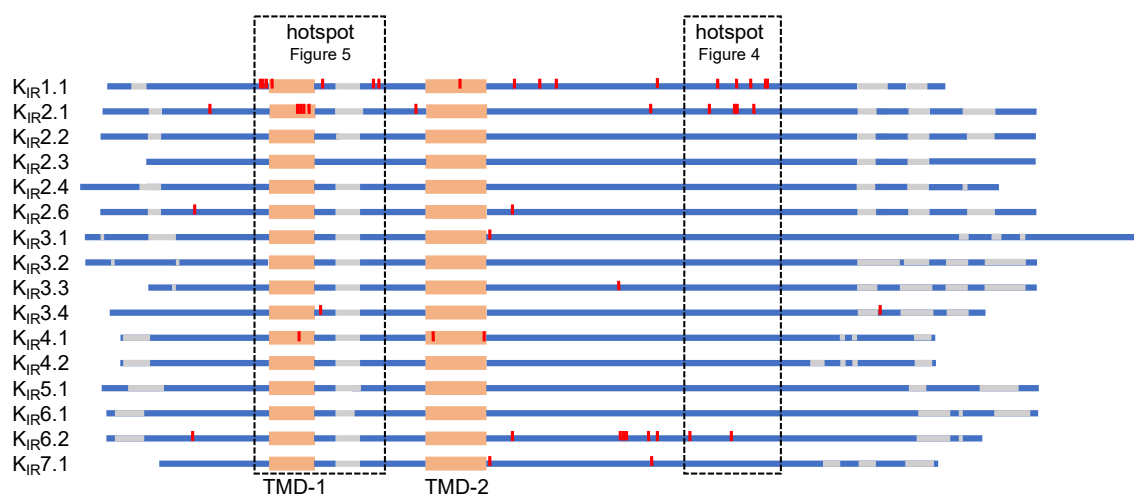 hotspot
Figure 5
hotspot
Figure 4
KIR1.1
KIR2.1
KIR2.2
KIR2.3
KIR2.4
KIR2.6
KIR3.1
KIR3.2
KIR3.3
KIR3.4
KIR4.1
KIR4.2
KIR5.1
KIR6.1
KIR6.2
KIR7.1
TMD-1
TMD-2